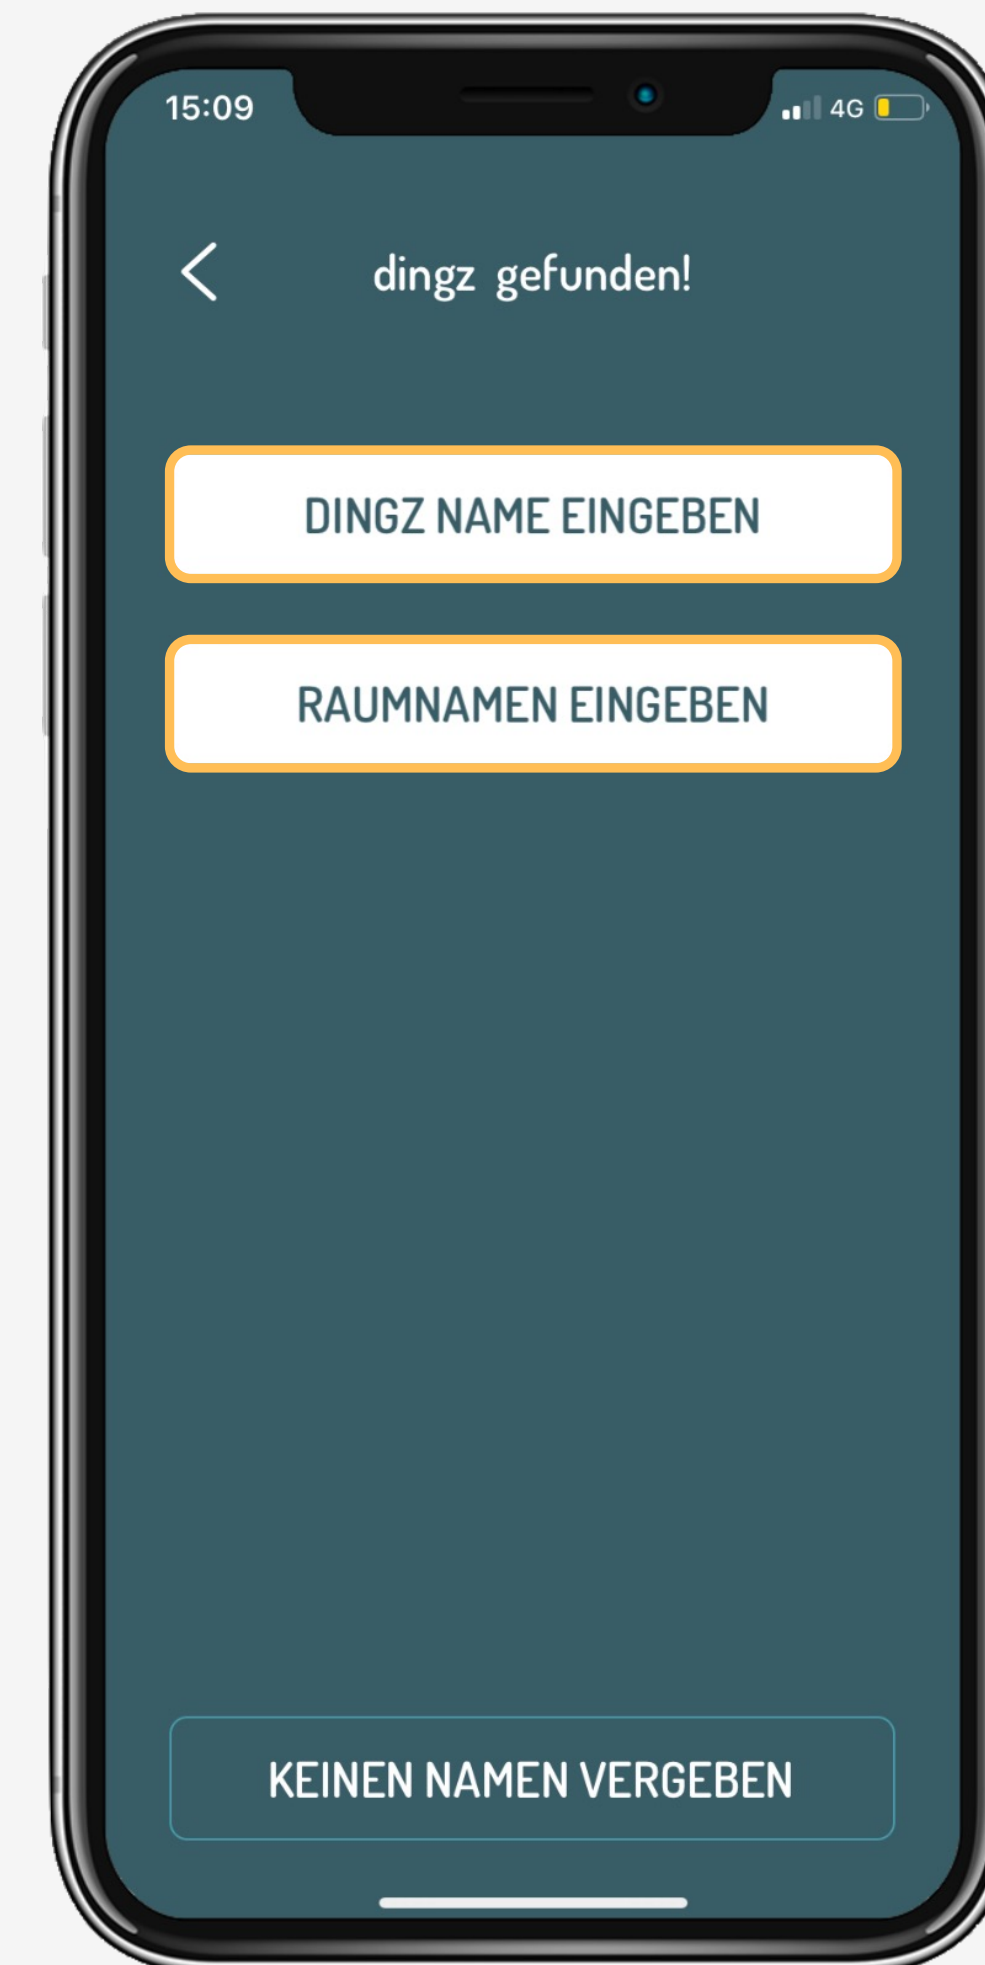 15:09
4G
dingz gefunden!
DINGZ NAME EINGEBEN
RAUMNAMEN EINGEBEN
KEINEN NAMEN VERGEBEN